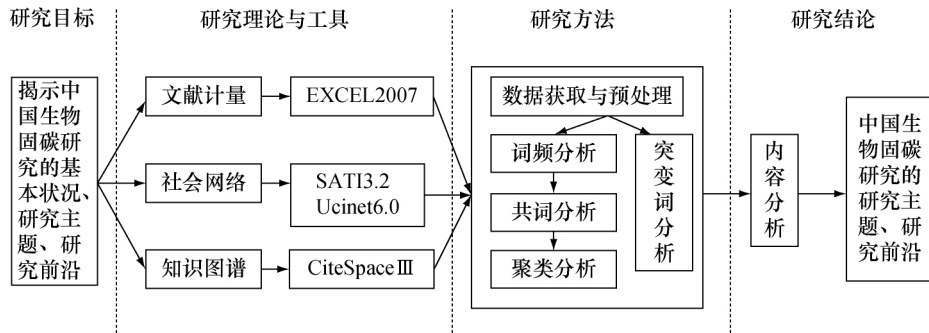 研究目标
研究理论与工具
研究方法
研究结论
揭示中
国生物
固碳研
究的基
本状况、
研究主
题、研
究前沿
文献计量
EXCEL2007
社会网络
SATI3.2
Ucinet6.0
知识图谱
CiteSpaceⅢ
数据获取与预处理
词频分析
共词分析
聚类分析
突
变
词
分
析
内
容
分
析
中国生
物固碳
研究的
研究主
题、研
究前沿